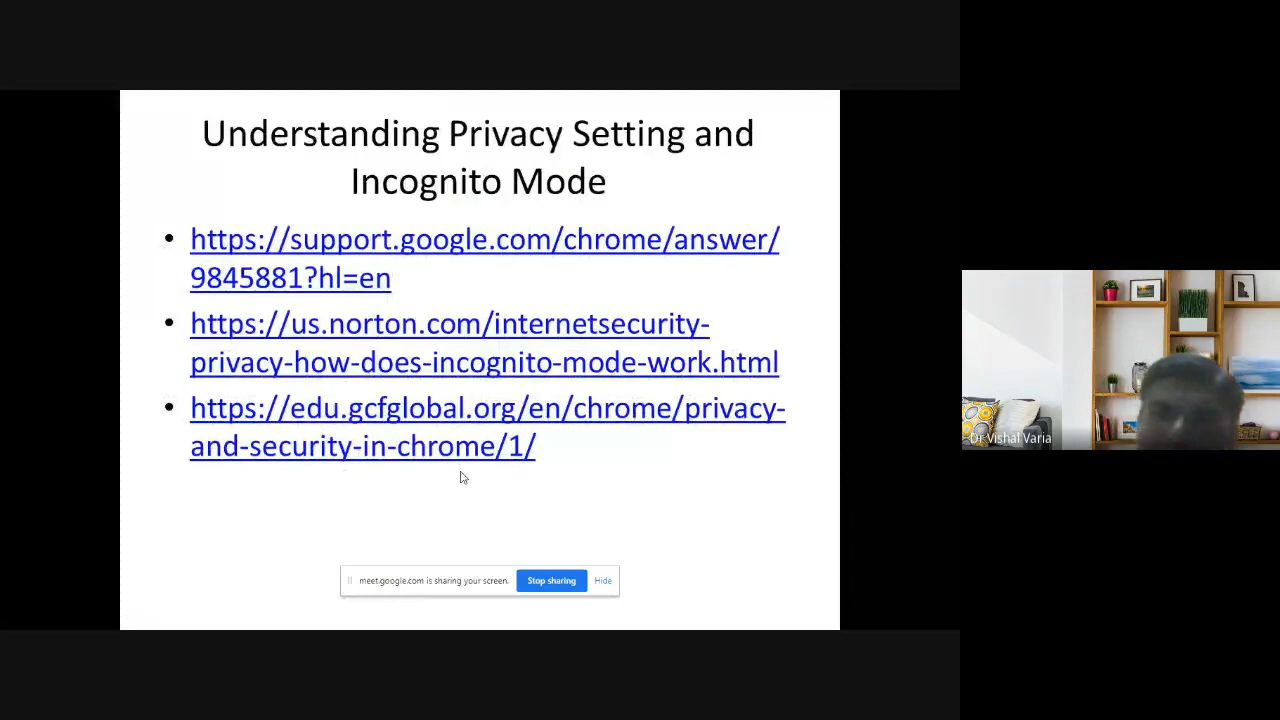 Understanding Privacy Setting and
Incognito Mode
• https://support.google.com/chrome/answer/
9845881?hl=en
• https://us.norton.com/internetsecurity-
privacy-how-does-incognito-mode-work.html
• https://edu.gcfglobal.org/en/chrome/privacy-
and-security-in-chrome/1/
meet.google.com is sharing your screen. Stop sharing Hide
Dr Vishal Varia